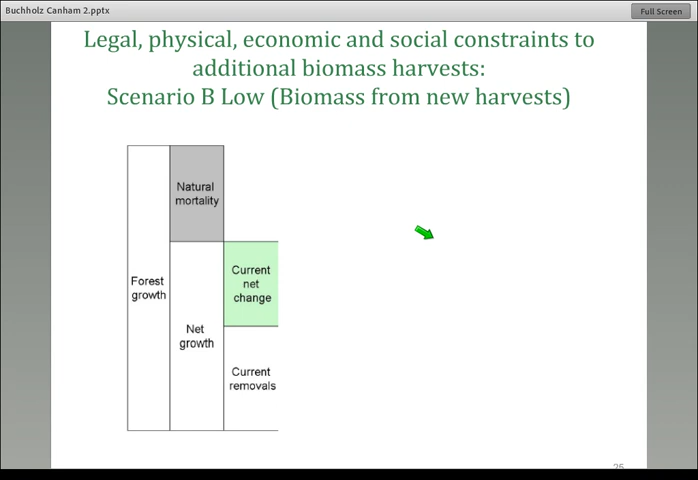 Buchholz Canham 2.pptx
Full Screen
Legal, physical, economic and social constraints to
additional biomass harvests:
Scenario B Low (Biomass from new harvests)
Natural
mortality
Forest
growth
Current
net
change
Net
growth
Current
removals